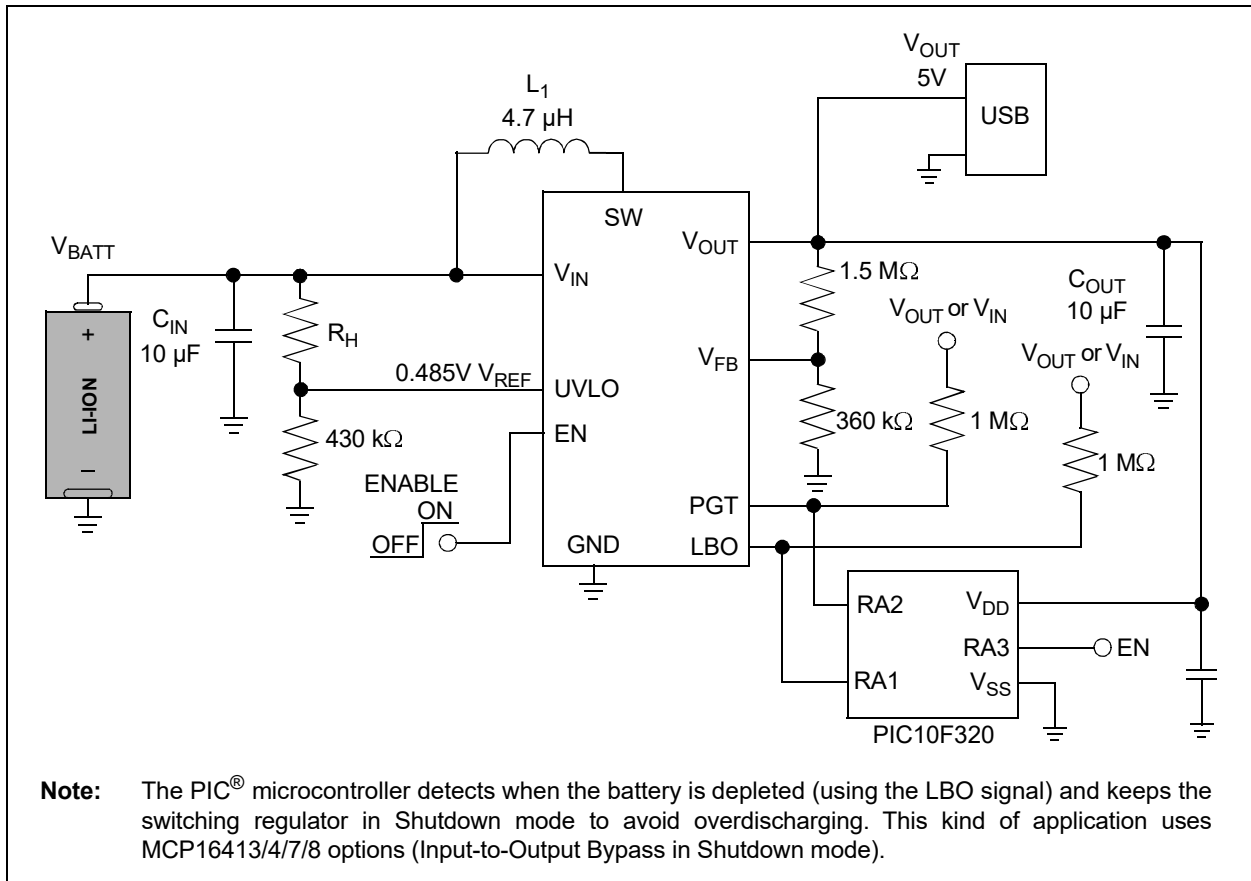 V_OUT
5V
USB
L_1
4.7 µH
SW
V_OUT
V_BATT
V_IN
1.5 MΩ
C_IN
10 µF
R_H
C_OUT
10 µF
V_OUT or V_IN
V_OUT or V_IN
V_FB
+
LI-ION
–
0.485V V_REF
UVLO
430 kΩ
EN
360 kΩ
1 MΩ
1 MΩ
ENABLE
ON
OFF
PGT
GND
LBO
RA2
V_DD
RA3
EN
RA1
V_SS
PIC10F320
Note: The PIC® microcontroller detects when the battery is depleted (using the LBO signal) and keeps the
switching regulator in Shutdown mode to avoid overdischarging. This kind of application uses
MCP16413/4/7/8 options (Input-to-Output Bypass in Shutdown mode).